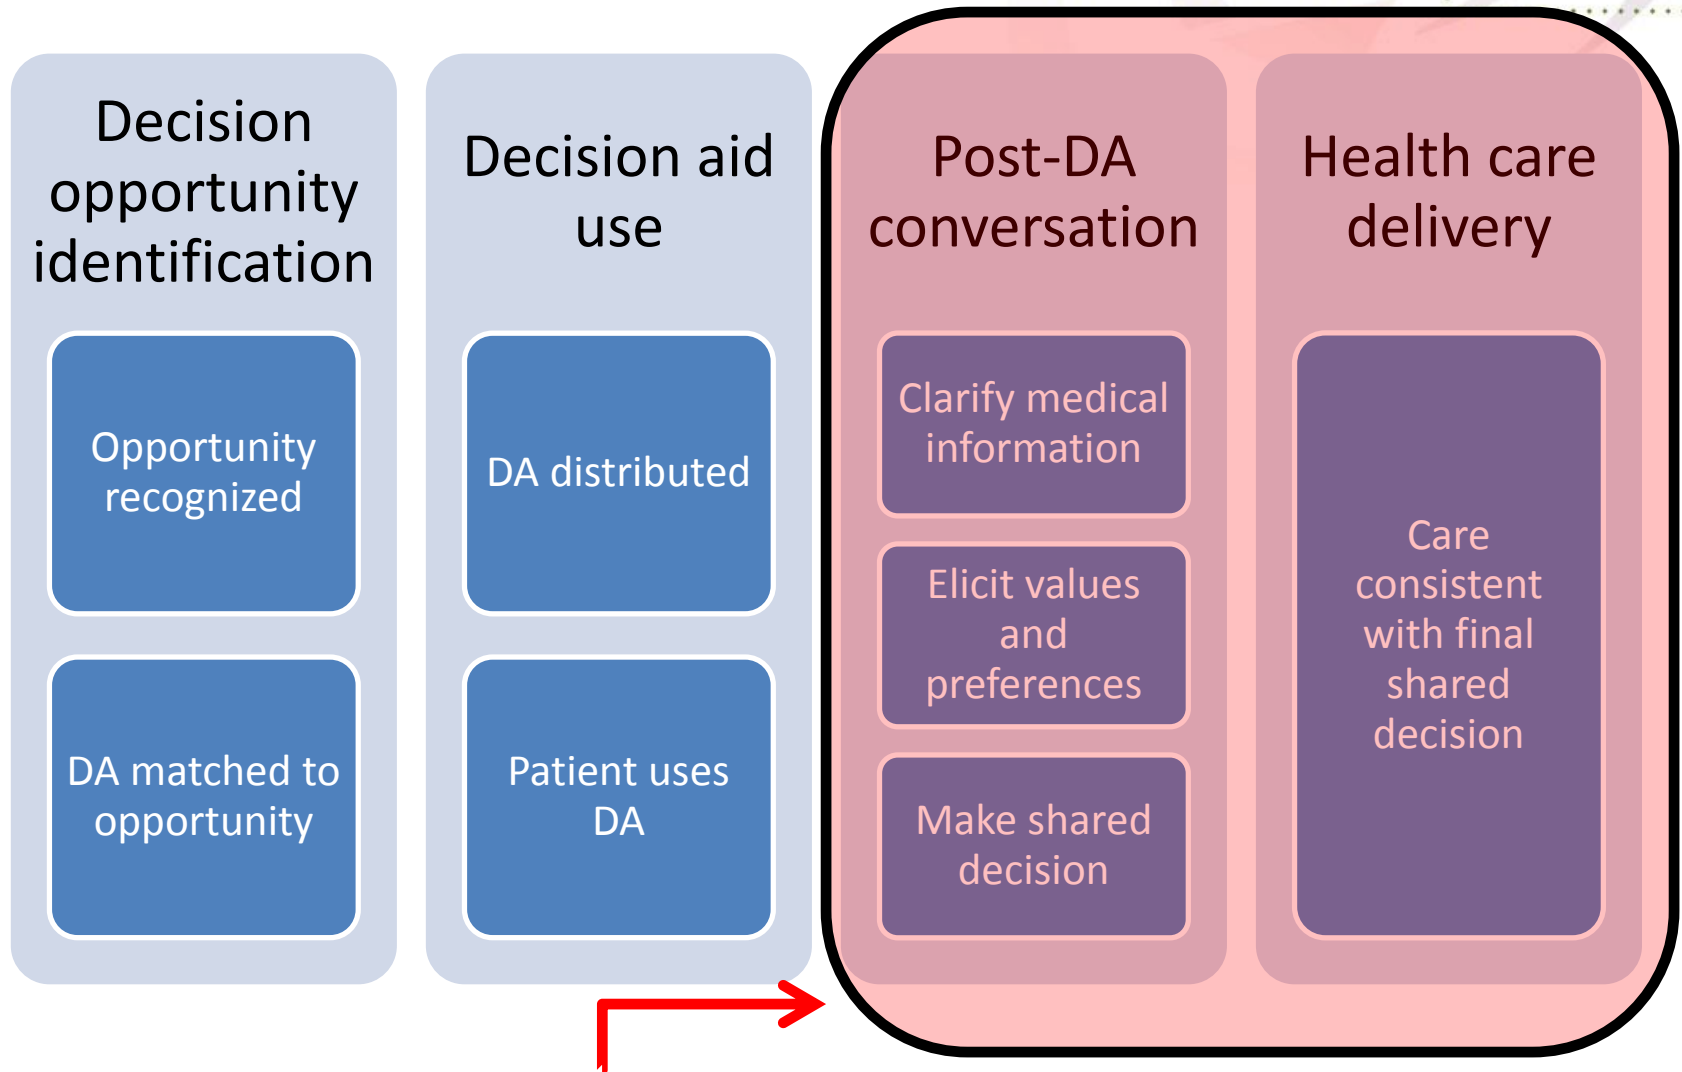 Decision
opportunity
identification
Opportunity
recognized
DA matched to
opportunity
Decision aid
use
DA distributed
Patient uses
DA
Post-DA
conversation
Clarify medical
information
Elicit values
and
preferences
Make shared
decision
Health care
delivery
Care
consistent
with final
shared
decision